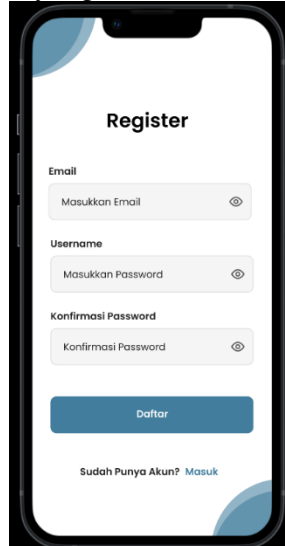 Register
Email
Masukkan Email
Username
Masukkan Password
Konfirmasi Password
Konfirmasi Password
Daftar
Sudah Punya Akun? Masuk